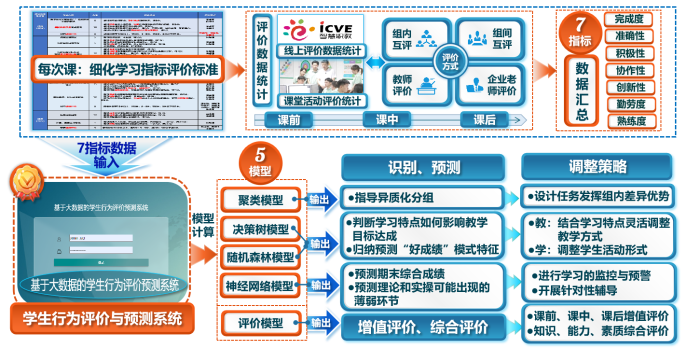 每次课：细化学习指标评价标准
评价数据统计
iCVE
智慧职教
线上评价数据统计
课堂活动评价统计
组内互评
组间互评
评价方式
教师评价
企业老师评价
课前
课中
课后
7
指标
数据汇总
完成度
准确性
积极性
协作性
创新性
勤劳度
熟练度
7指标数据
输入
基于大数据的学生行为评价预测系统
基于大数据的学生行为评价预测系统
学生行为评价与预测系统
模型
计算
5
模型
聚类模型
决策树模型
随机森林模型
神经网络模型
评价模型
输出
输出
输出
输出
识别、预测
•指导异质化分组
•判断学习特点如何影响教学
目标达成
•归纳预测“好成绩”模式特征
•预测期末综合成绩
•预测理论和实操可能出现的
薄弱环节
增值评价、综合评价
调整策略
•设计任务发挥组内差异优势
•教：结合学习特点灵活调整
教学方式
•学：调整学生活动形式
•进行学习的监控与预警
•开展针对性辅导
•课前、课中、课后增值评价
•知识、能力、素质综合评价